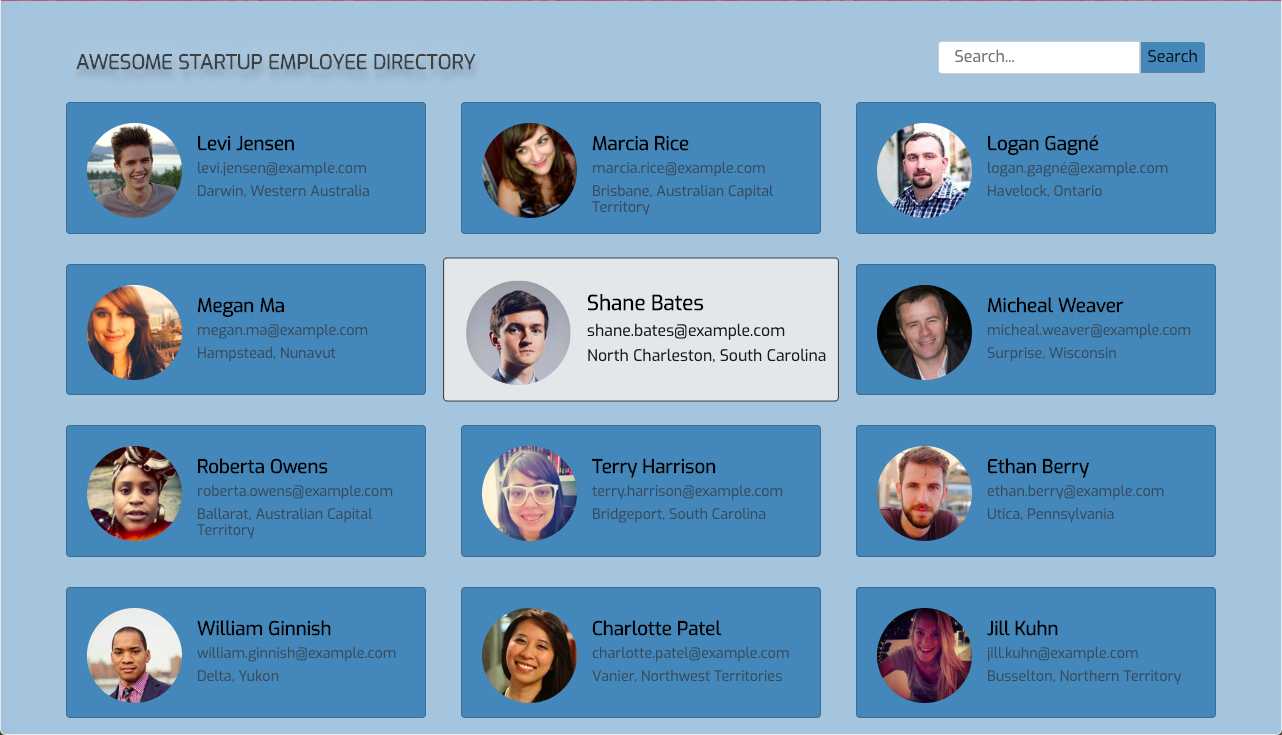 AWESOME STARTUP EMPLOYEE DIRECTORY
Search...
Search
Levi Jensen
levi.jensen@example.com
Darwin, Western Australia
Marcia Rice
marcia.rice@example.com
Brisbane, Australian Capital
Territory
Logan Gagné
logan.gagné@example.com
Havelock, Ontario
Megan Ma
megan.ma@example.com
Hampstead, Nunavut
Shane Bates
shane.bates@example.com
North Charleston, South Carolina
Micheal Weaver
micheal.weaver@example.com
Surprise, Wisconsin
Roberta Owens
roberta.owens@example.com
Ballarat, Australian Capital
Territory
Terry Harrison
terry.harrison@example.com
Bridgeport, South Carolina
Ethan Berry
ethan.berry@example.com
Utica, Pennsylvania
William Ginnish
william.ginnish@example.com
Delta, Yukon
Charlotte Patel
charlotte.patel@example.com
Vanier, Northwest Territories
Jill Kuhn
jill.kuhn@example.com
Busselton, Northern Territory